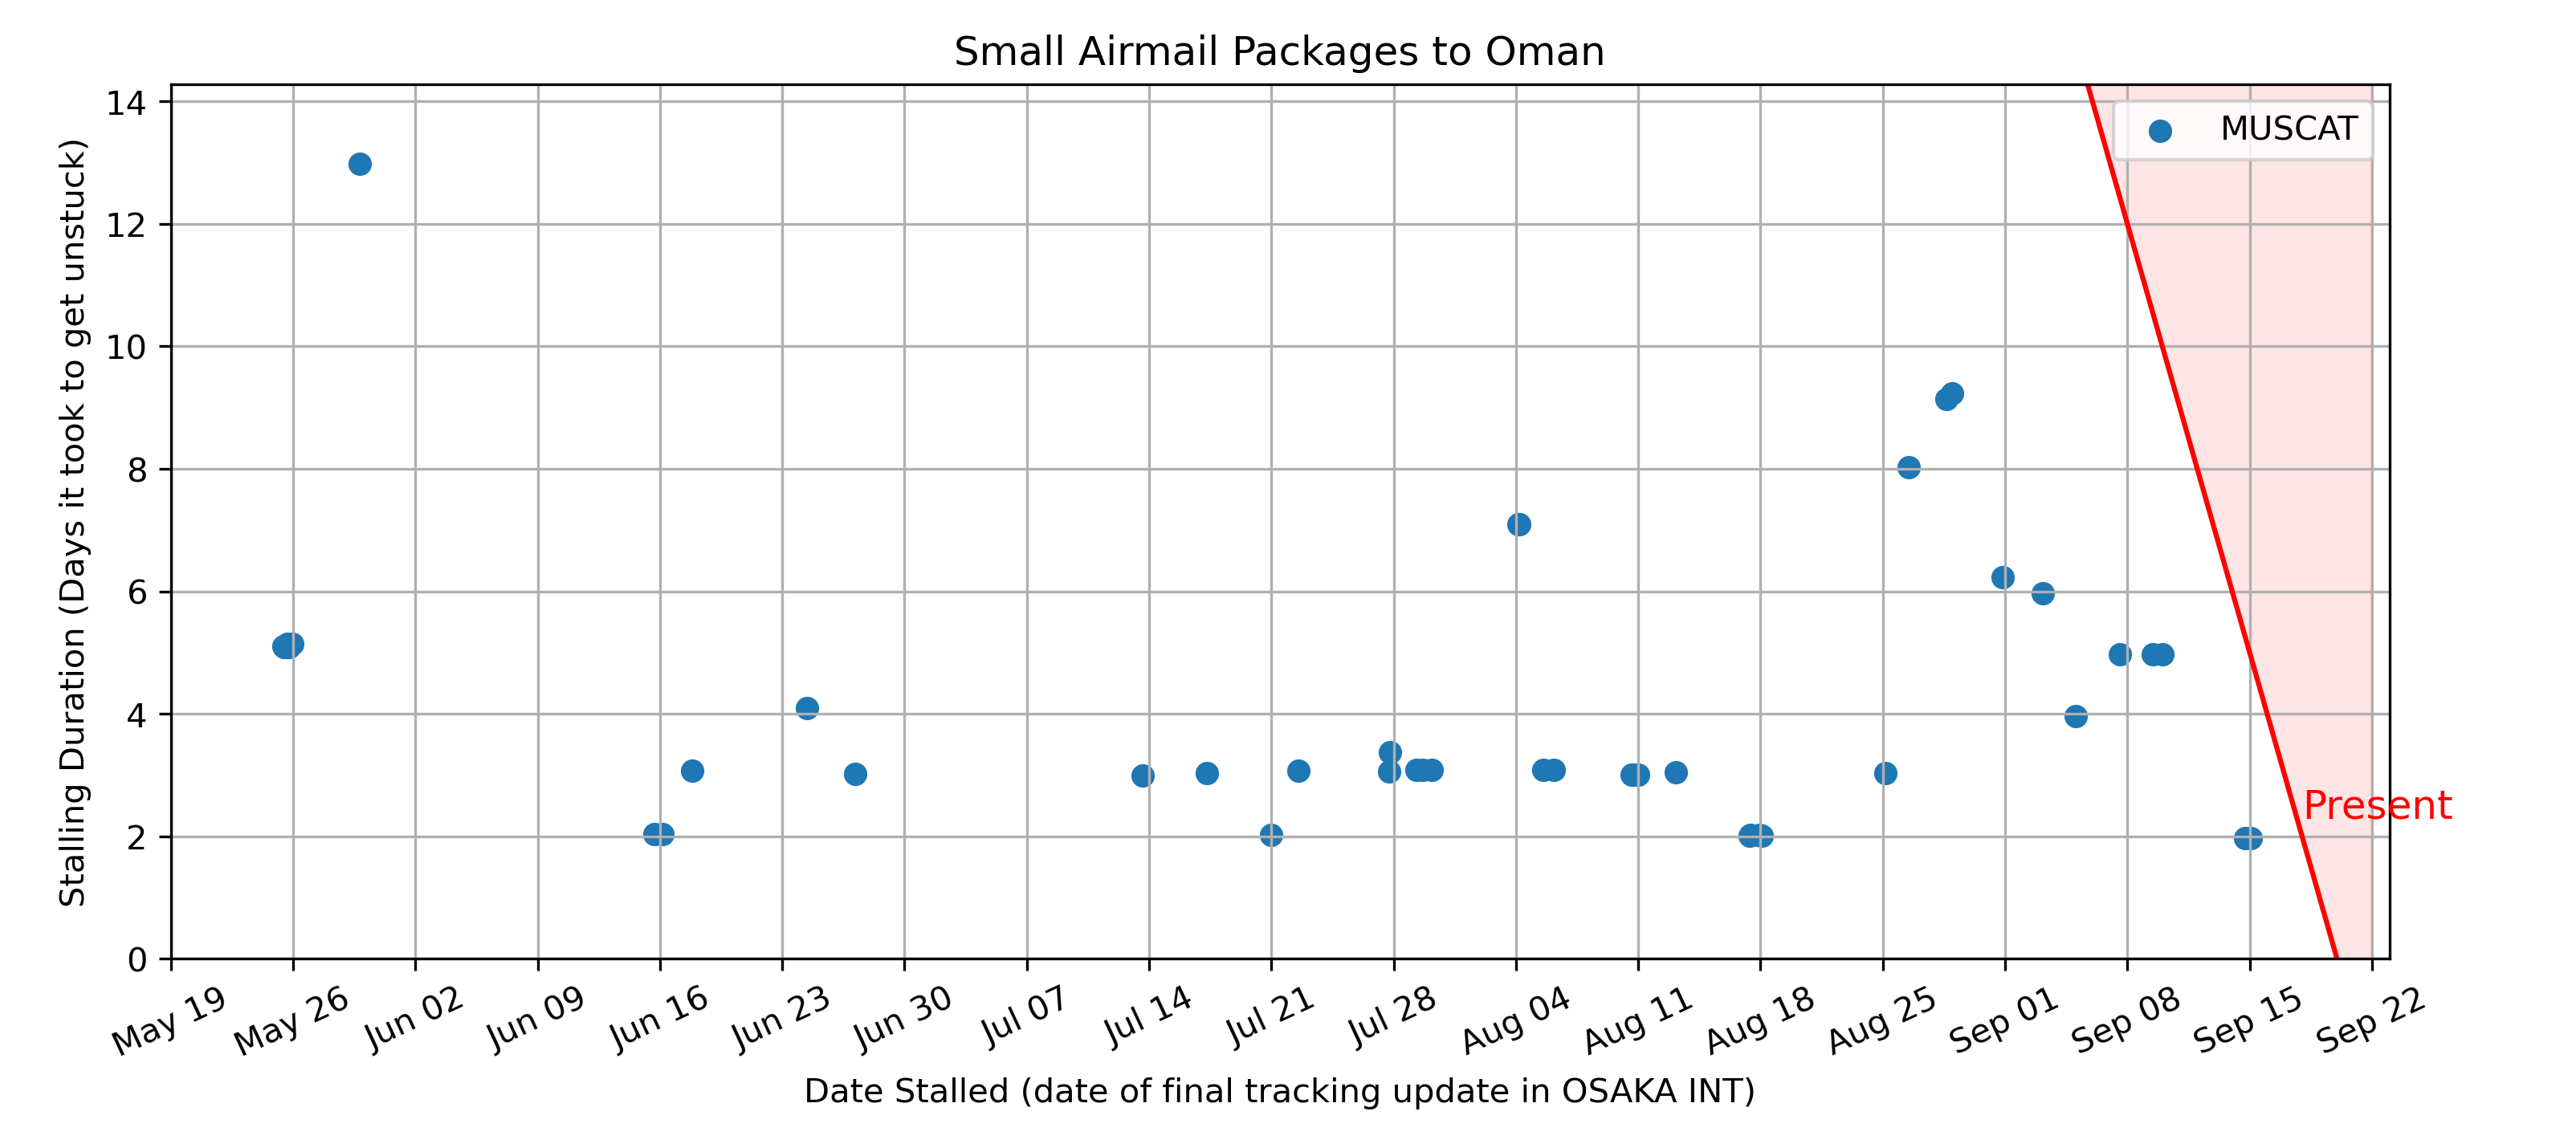 Small Airmail Packages to Oman
Stalling Duration (Days it took to get unstuck)
14
12
10
8
6
4
2
0
MUSCAT
Present
May 19
May 26
Jun 02
Jun 09
Jun 16
Jun 23
Jun 30
Jul 07
Jul 14
Jul 21
Jul 28
Aug 04
Aug 11
Aug 18
Aug 25
Sep 01
Sep 08
Sep 15
Sep 22
Date Stalled (date of final tracking update in OSAKA INT)